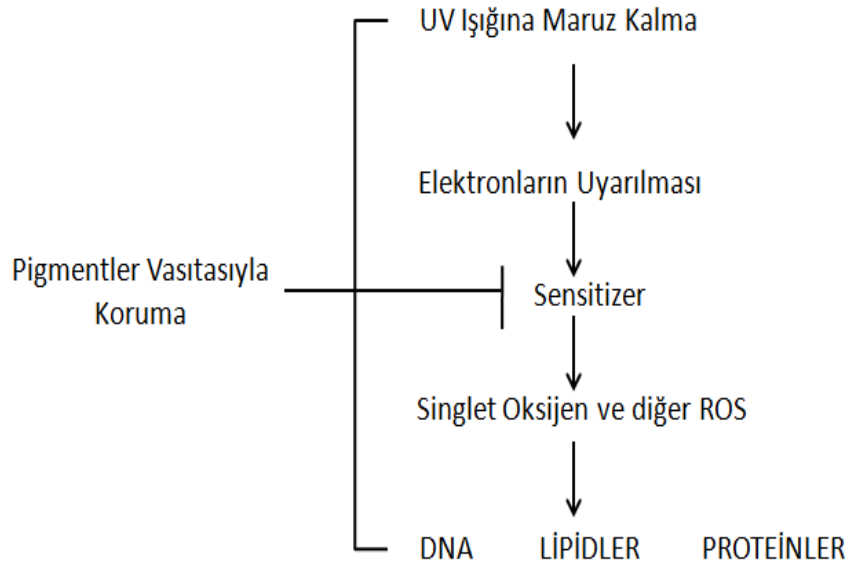 UV Işığına Maruz Kalma
Elektronların Uyarılması
Pigmentler Vasıtasıyla
Koruma
Sensitizer
Singlet Oksijen ve diğer ROS
DNA LİPİDLER PROTEİNLER